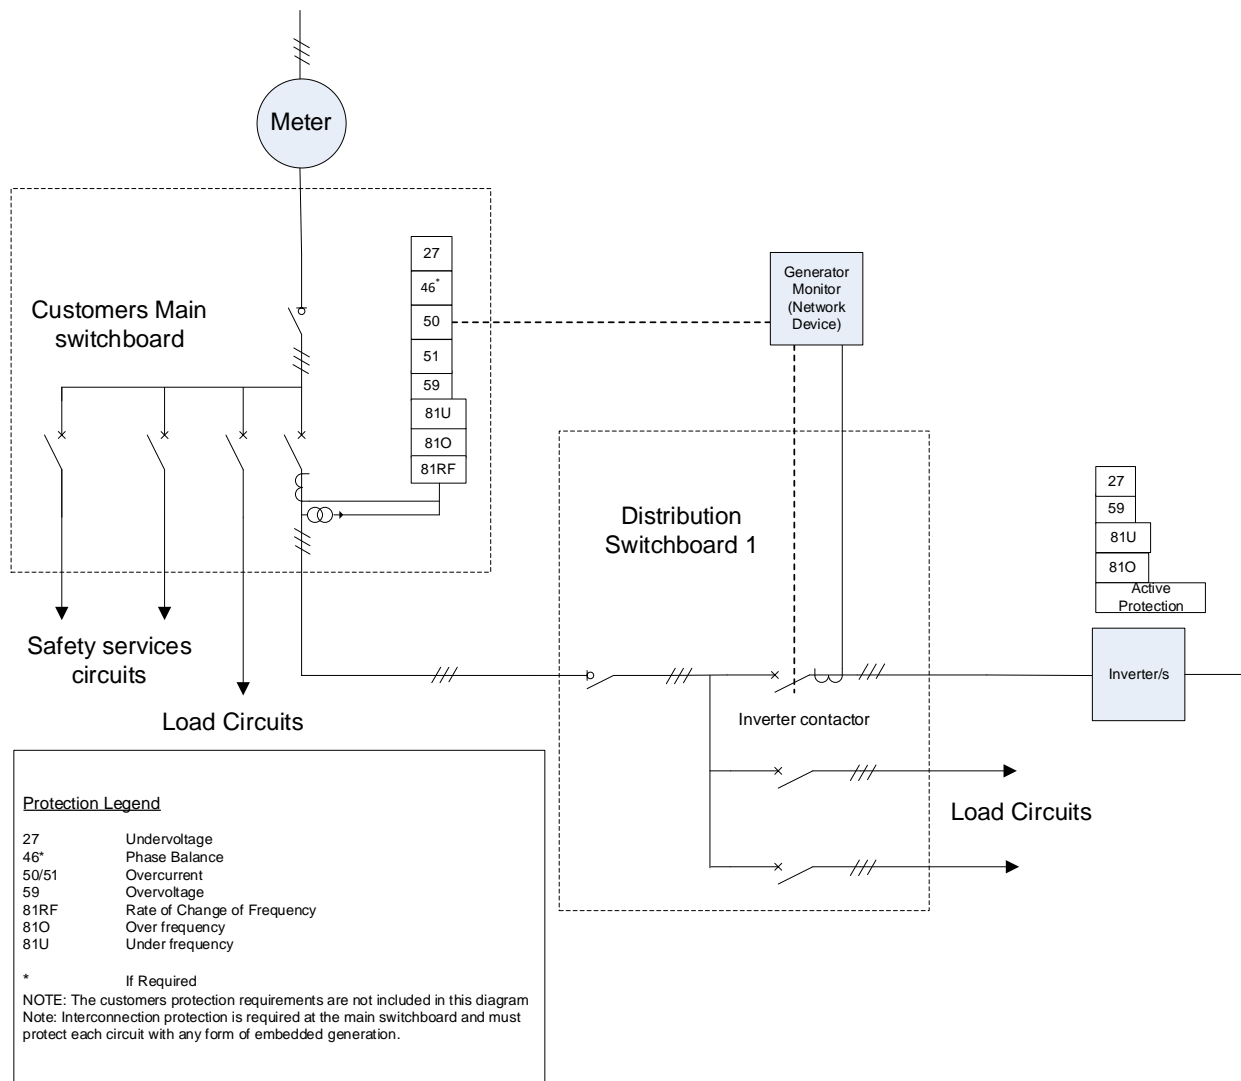 Meter
Customers Main
switchboard
27
46*
50
51
59
81U
81O
81RF
Generator
Monitor
(Network
Device)
Distribution
Switchboard 1
27
59
81U
81O
Active
Protection
Inverter/s
Inverter contactor
Safety services
circuits
Load Circuits
Load Circuits
Protection Legend
27 Undervoltage
46* Phase Balance
50/51 Overcurrent
59 Overvoltage
81RF Rate of Change of Frequency
81O Over frequency
81U Under frequency
* If Required
NOTE: The customers protection requirements are not included in this diagram
Note: Interconnection protection is required at the main switchboard and must
protect each circuit with any form of embedded generation.